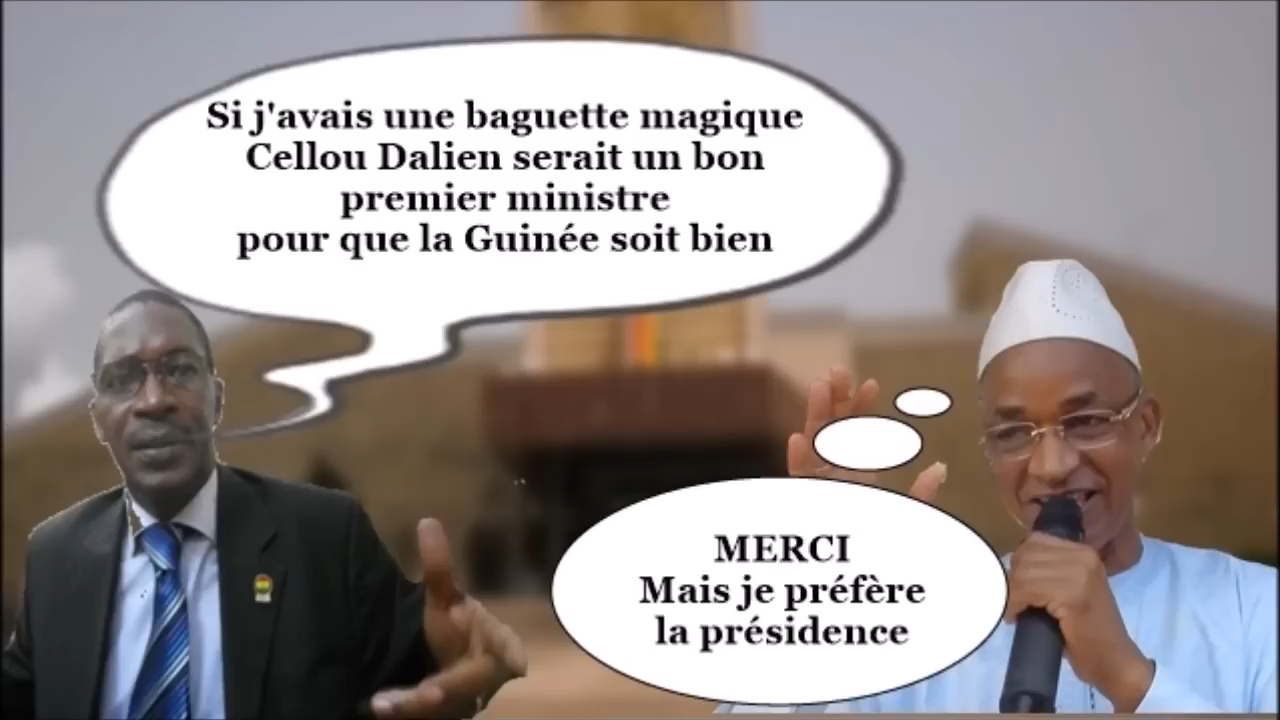 Si j'avais une baguette magique
Cellou Dalien serait un bon
premier ministre
pour que la Guinée soit bien
MERCI
Mais je préfère
la présidence